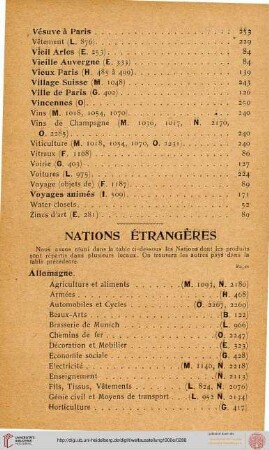 Vésuve à Paris 253
Vêtement (L. 876) 229
Vieil Arles (E. 253) 84
Vieille Auvergne (E. 333) 84
Vieux Paris (H. 485 à 499) 139
Village Suisse (M. 1048) 243
Ville de Paris (G. 402) 126
Vincennes (O) 250
Vins (M. 1018, 1054, 1070) 240
Vins de Champagne (M. 1010, 1017, N. 2170,
O. 2285) 240
Viticulture (M. 1018, 1054, 1070, O. 2231) 240
Vitraux (F. 1168) 86
Voirie (G. 403) 127
Voitures (L. 975) 224
Voyage (objets de) (F. 1187) 89
Voyages animés (I. 509) 171
Water closets 52
Zincs d'art (E. 281) 89
NATIONS ÉTRANGÈRES
Nous avons réuni dans la table ci-dessous les Nations dont les produits
sont répartis dans plusieurs locaux. On trouvera les autres pays dans la
table précédente.
Allemagne.
Agriculture et aliments (M. 1093, N. 2186)
Armées (H. 468)
Automobiles et Cycles (O. 2267, 2269)
Beaux-Arts (B. 122)
Brasserie de Munich (L. 966)
Chemins de fer (O. 2247)
Décoration et Mobilier (E. 323)
Économie sociale (G. 428)
Electricité (M. 1140, N. 2218)
Enseignement (N. 2113)
Fils, Tissus, Vêtements (L. 824, N. 2079)
Génie civil et Moyens de transport (L. 952 N. 2134)
Horticulture (G. 417)